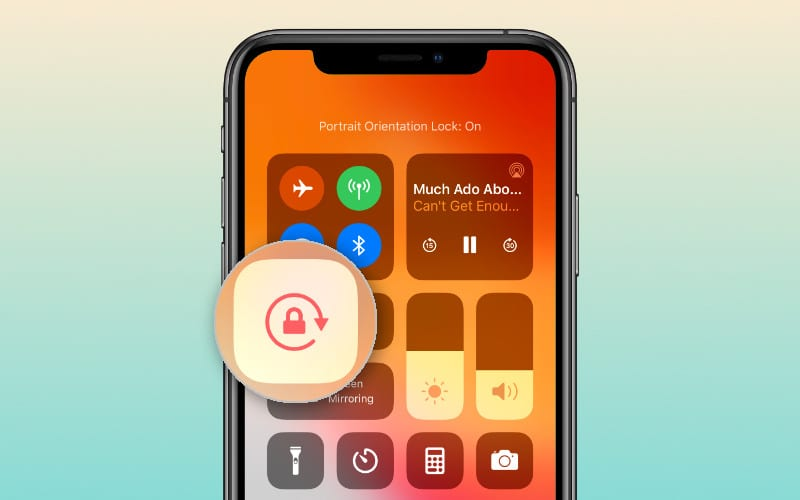 Portrait Orientation Lock: On
Much Ado Abo...
Can't Get Enou...
15
30
Mirroring